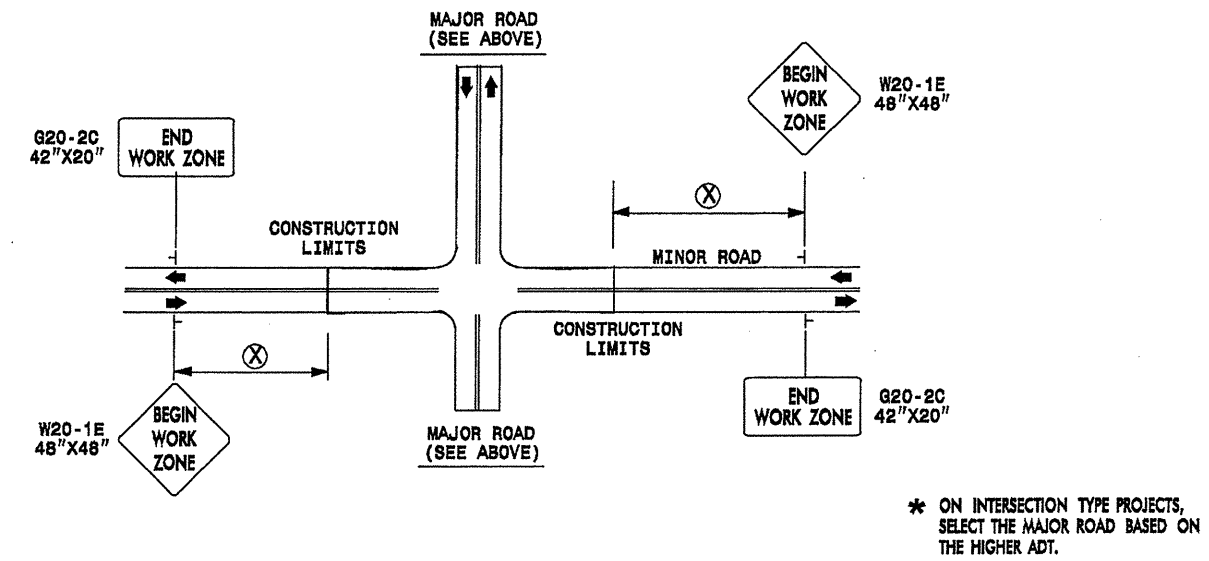 MAJOR ROAD
(SEE ABOVE)
BEGIN
WORK
ZONE
W20-1E
48"X48"
G20-2C
42"X20"
END
WORK ZONE
X
CONSTRUCTION
LIMITS
MINOR ROAD
CONSTRUCTION
LIMITS
X
END
WORK ZONE
G20-2C
42"X20"
W20-1E
48"X48"
BEGIN
WORK
ZONE
MAJOR ROAD
(SEE ABOVE)
* ON INTERSECTION TYPE PROJECTS,
SELECT THE MAJOR ROAD BASED ON
THE HIGHER ADT.